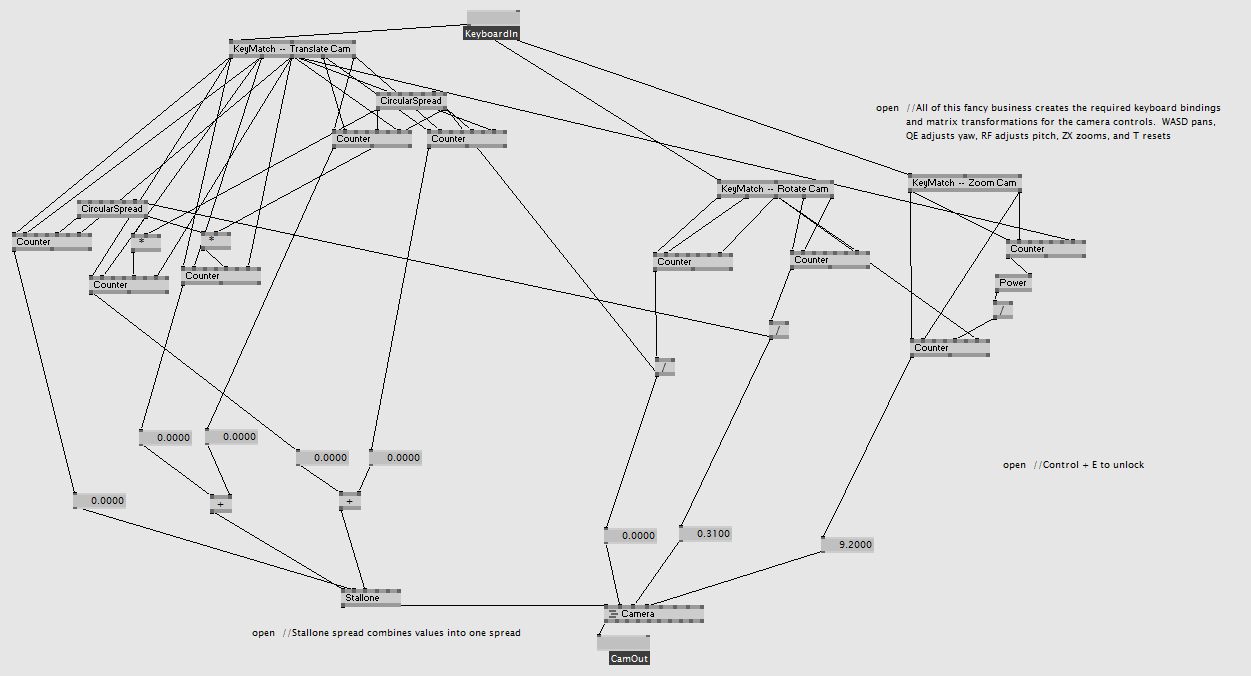 KeyboardIn
KeyMatch -- Translate Cam
CircularSpread
open //All of this fancy business creates the required keyboard bindings
and matrix transformations for the camera controls. WASD pans,
QE adjusts yaw, RF adjusts pitch, ZX zooms, and T resets
Counter
Counter
KeyMatch -- Rotate Cam
KeyMatch -- Zoom Cam
CircularSpread
Counter
*
*
Counter
Counter
Counter
Counter
Counter
Power
/
/
Counter
/
0.0000
0.0000
0.0000
0.0000
open //Control + E to unlock
0.0000
+
+
0.0000
0.3100
9.2000
Stallone
Camera
open //Stallone spread combines values into one spread
CamOut